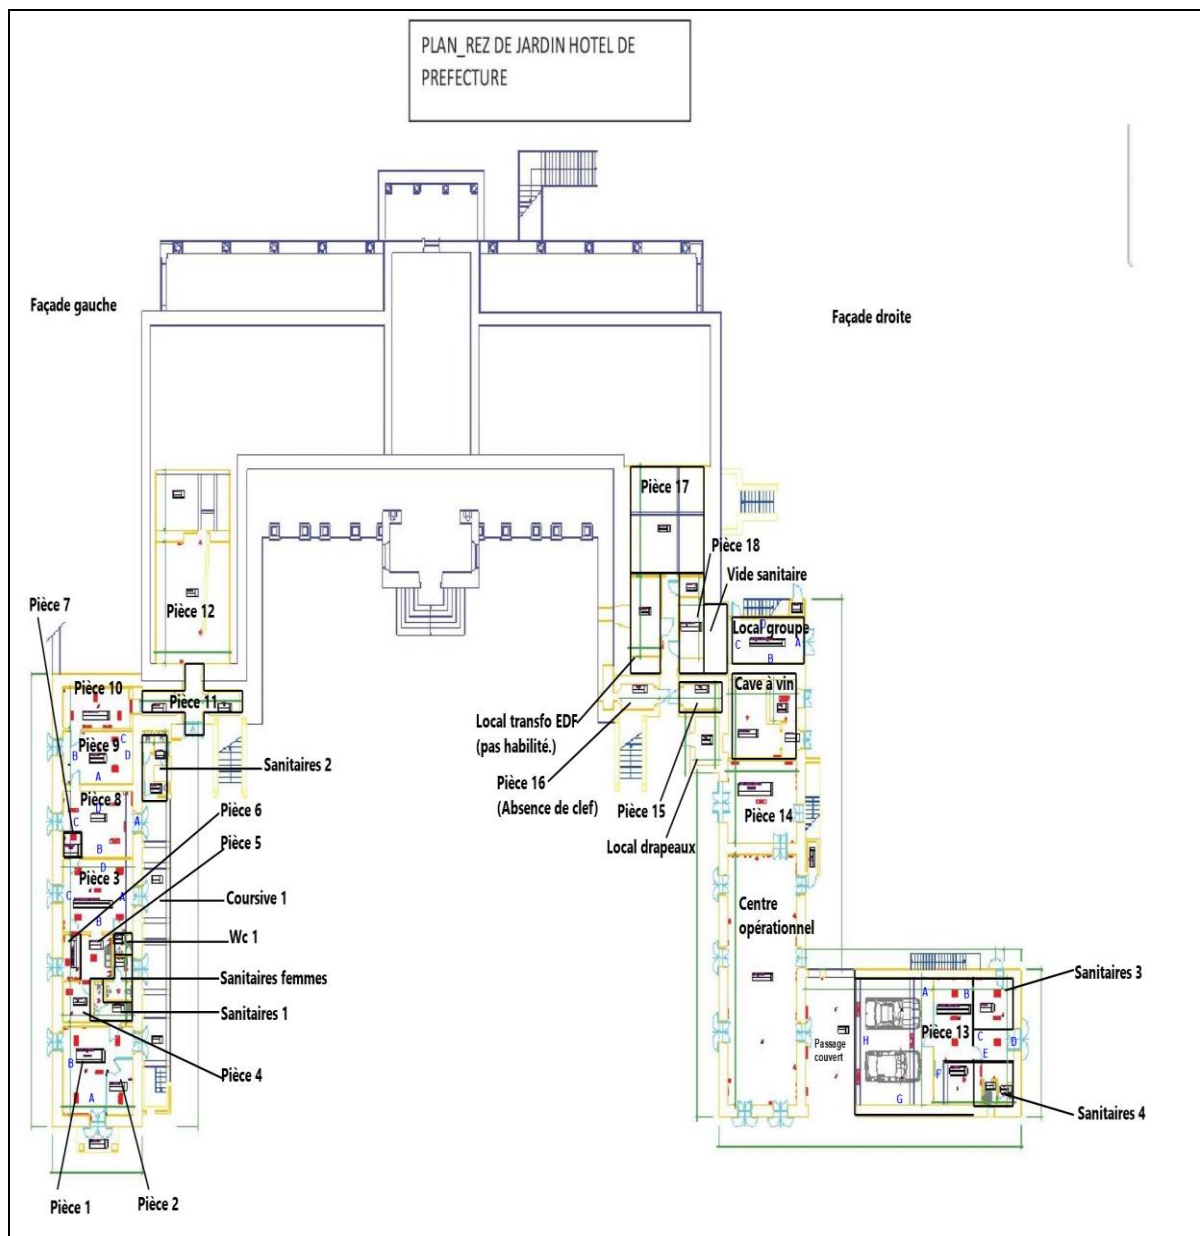 PLAN_REZ DE JARDIN HOTEL DE
PREFECTURE
Façade gauche
Façade droite
Pièce 17
Pièce 18
Vide sanitaire
Pièce 7
Pièce 12
Local groupe
D
C
A
B
Pièce 10
Pièce 11
Cave à vin
Pièce 9
C
B
D
A
Local transfo EDF
(pas habilité.)
Sanitaires 2
Pièce 16
(Absence de clef)
Pièce 15
Pièce 14
Pièce 8
D
C
A
B
Pièce 6
Pièce 5
Local drapeaux
D
Pièce 3
C
A
B
Coursive 1
Centre
opérationnel
Wc 1
Sanitaires femmes
Sanitaires 1
Sanitaires 3
A
B
Pièce 13
C
D
H
E
F
G
Passage
couvert
Pièce 4
B
A
Sanitaires 4
Pièce 1
Pièce 2